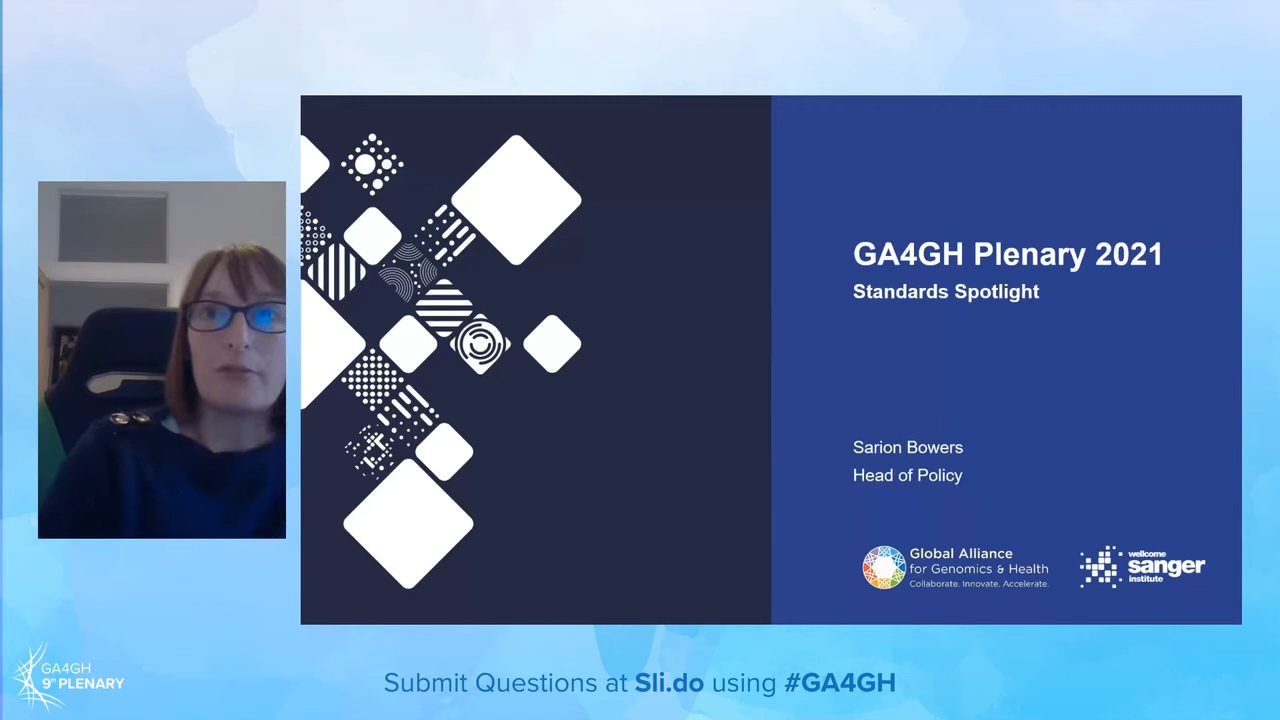 GA4GH Plenary 2021
Standards Spotlight
Sarion Bowers
Head of Policy
Global Alliance
for Genomics & Health
Collaborate. Innovate. Accelerate.
wellcome
sanger
institute
GA4GH
9th PLENARY
Submit Questions at Sli.do using #GA4GH